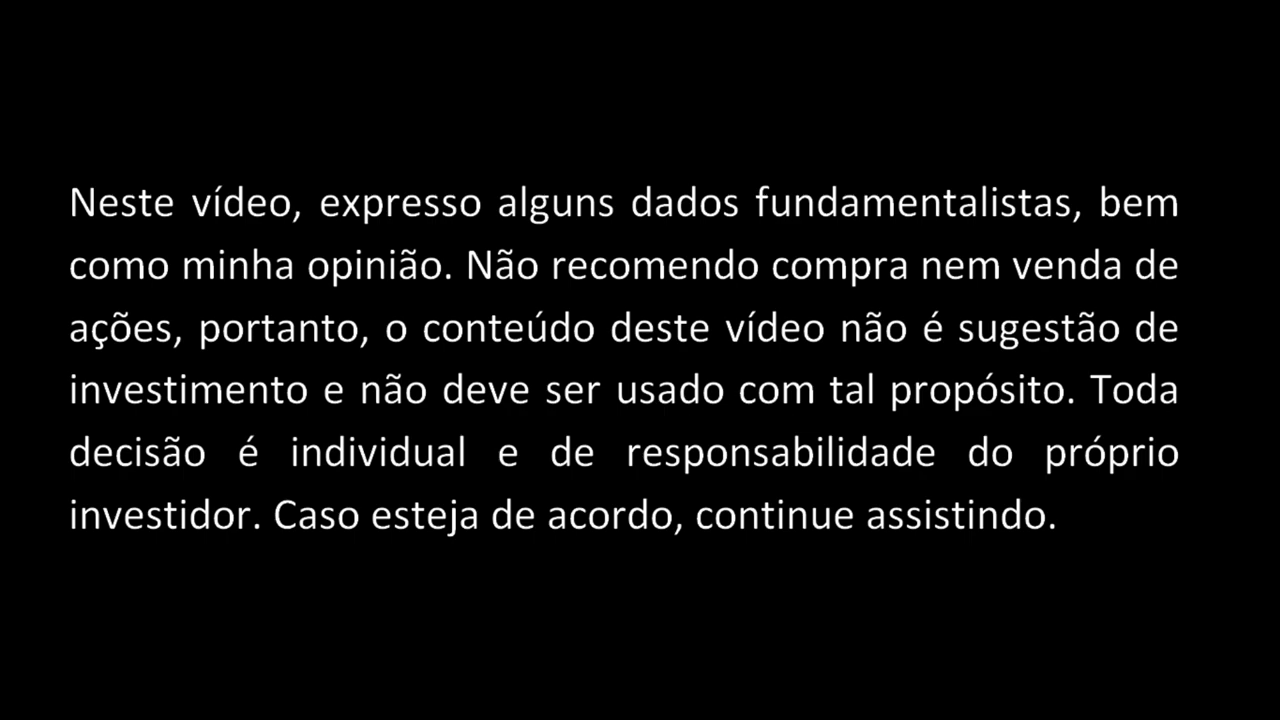 Neste vídeo, expresso alguns dados fundamentalistas, bem
como minha opinião. Não recomendo compra nem venda de
ações, portanto, o conteúdo deste vídeo não é sugestão de
investimento e não deve ser usado com tal propósito. Toda
decisão é individual e de responsabilidade do próprio
investidor. Caso esteja de acordo, continue assistindo.